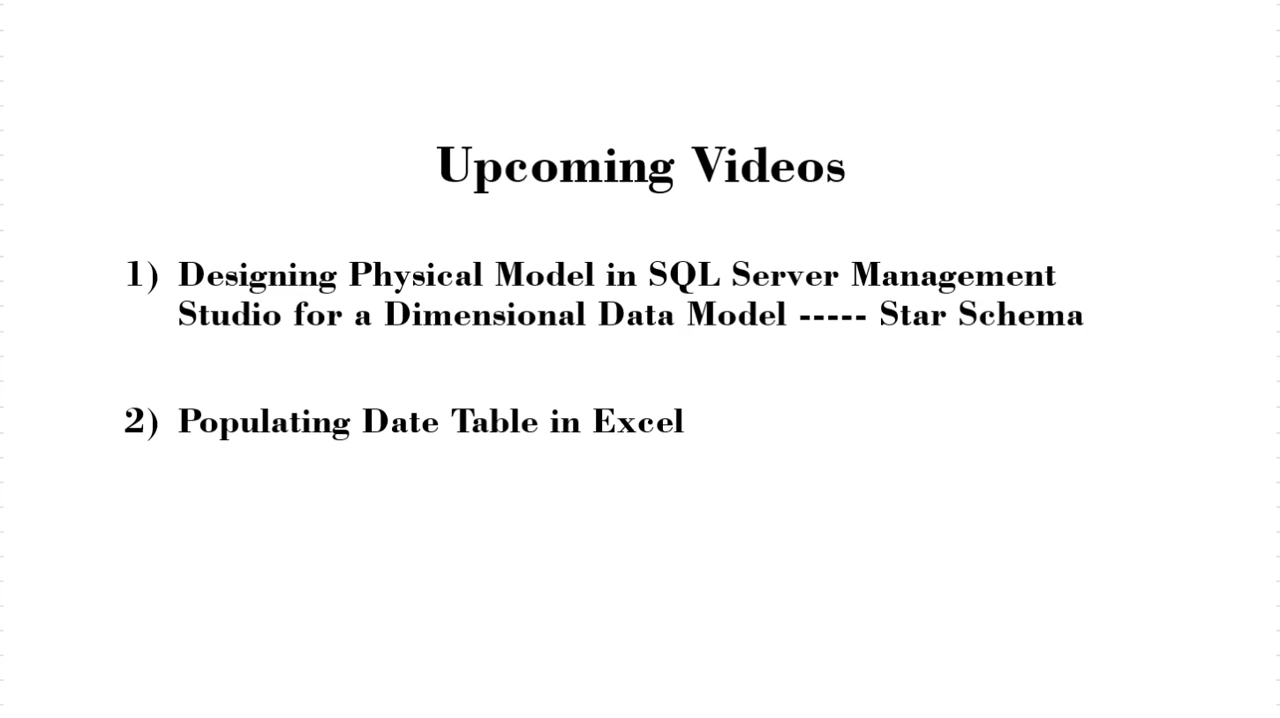 Upcoming Videos
1) Designing Physical Model in SQL Server Management
Studio for a Dimensional Data Model ----- Star Schema
2) Populating Date Table in Excel